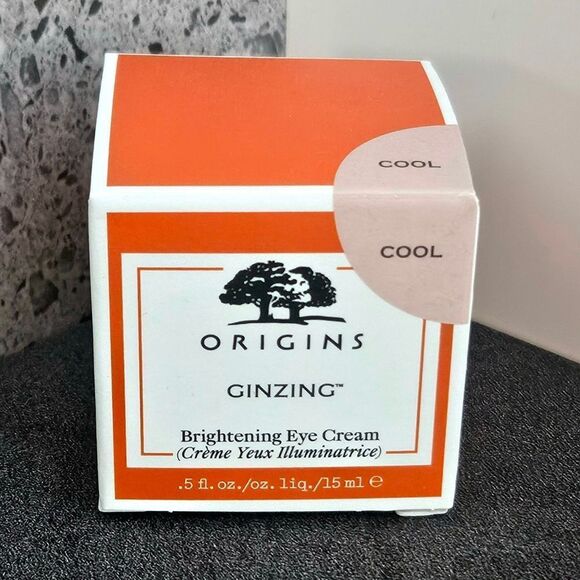 COOL
COOL
ORIGINS
GINZING™
Brightening Eye Cream
(Crème Yeux Illuminatrice)
.5 fl. oz./oz. liq./15 ml ℮